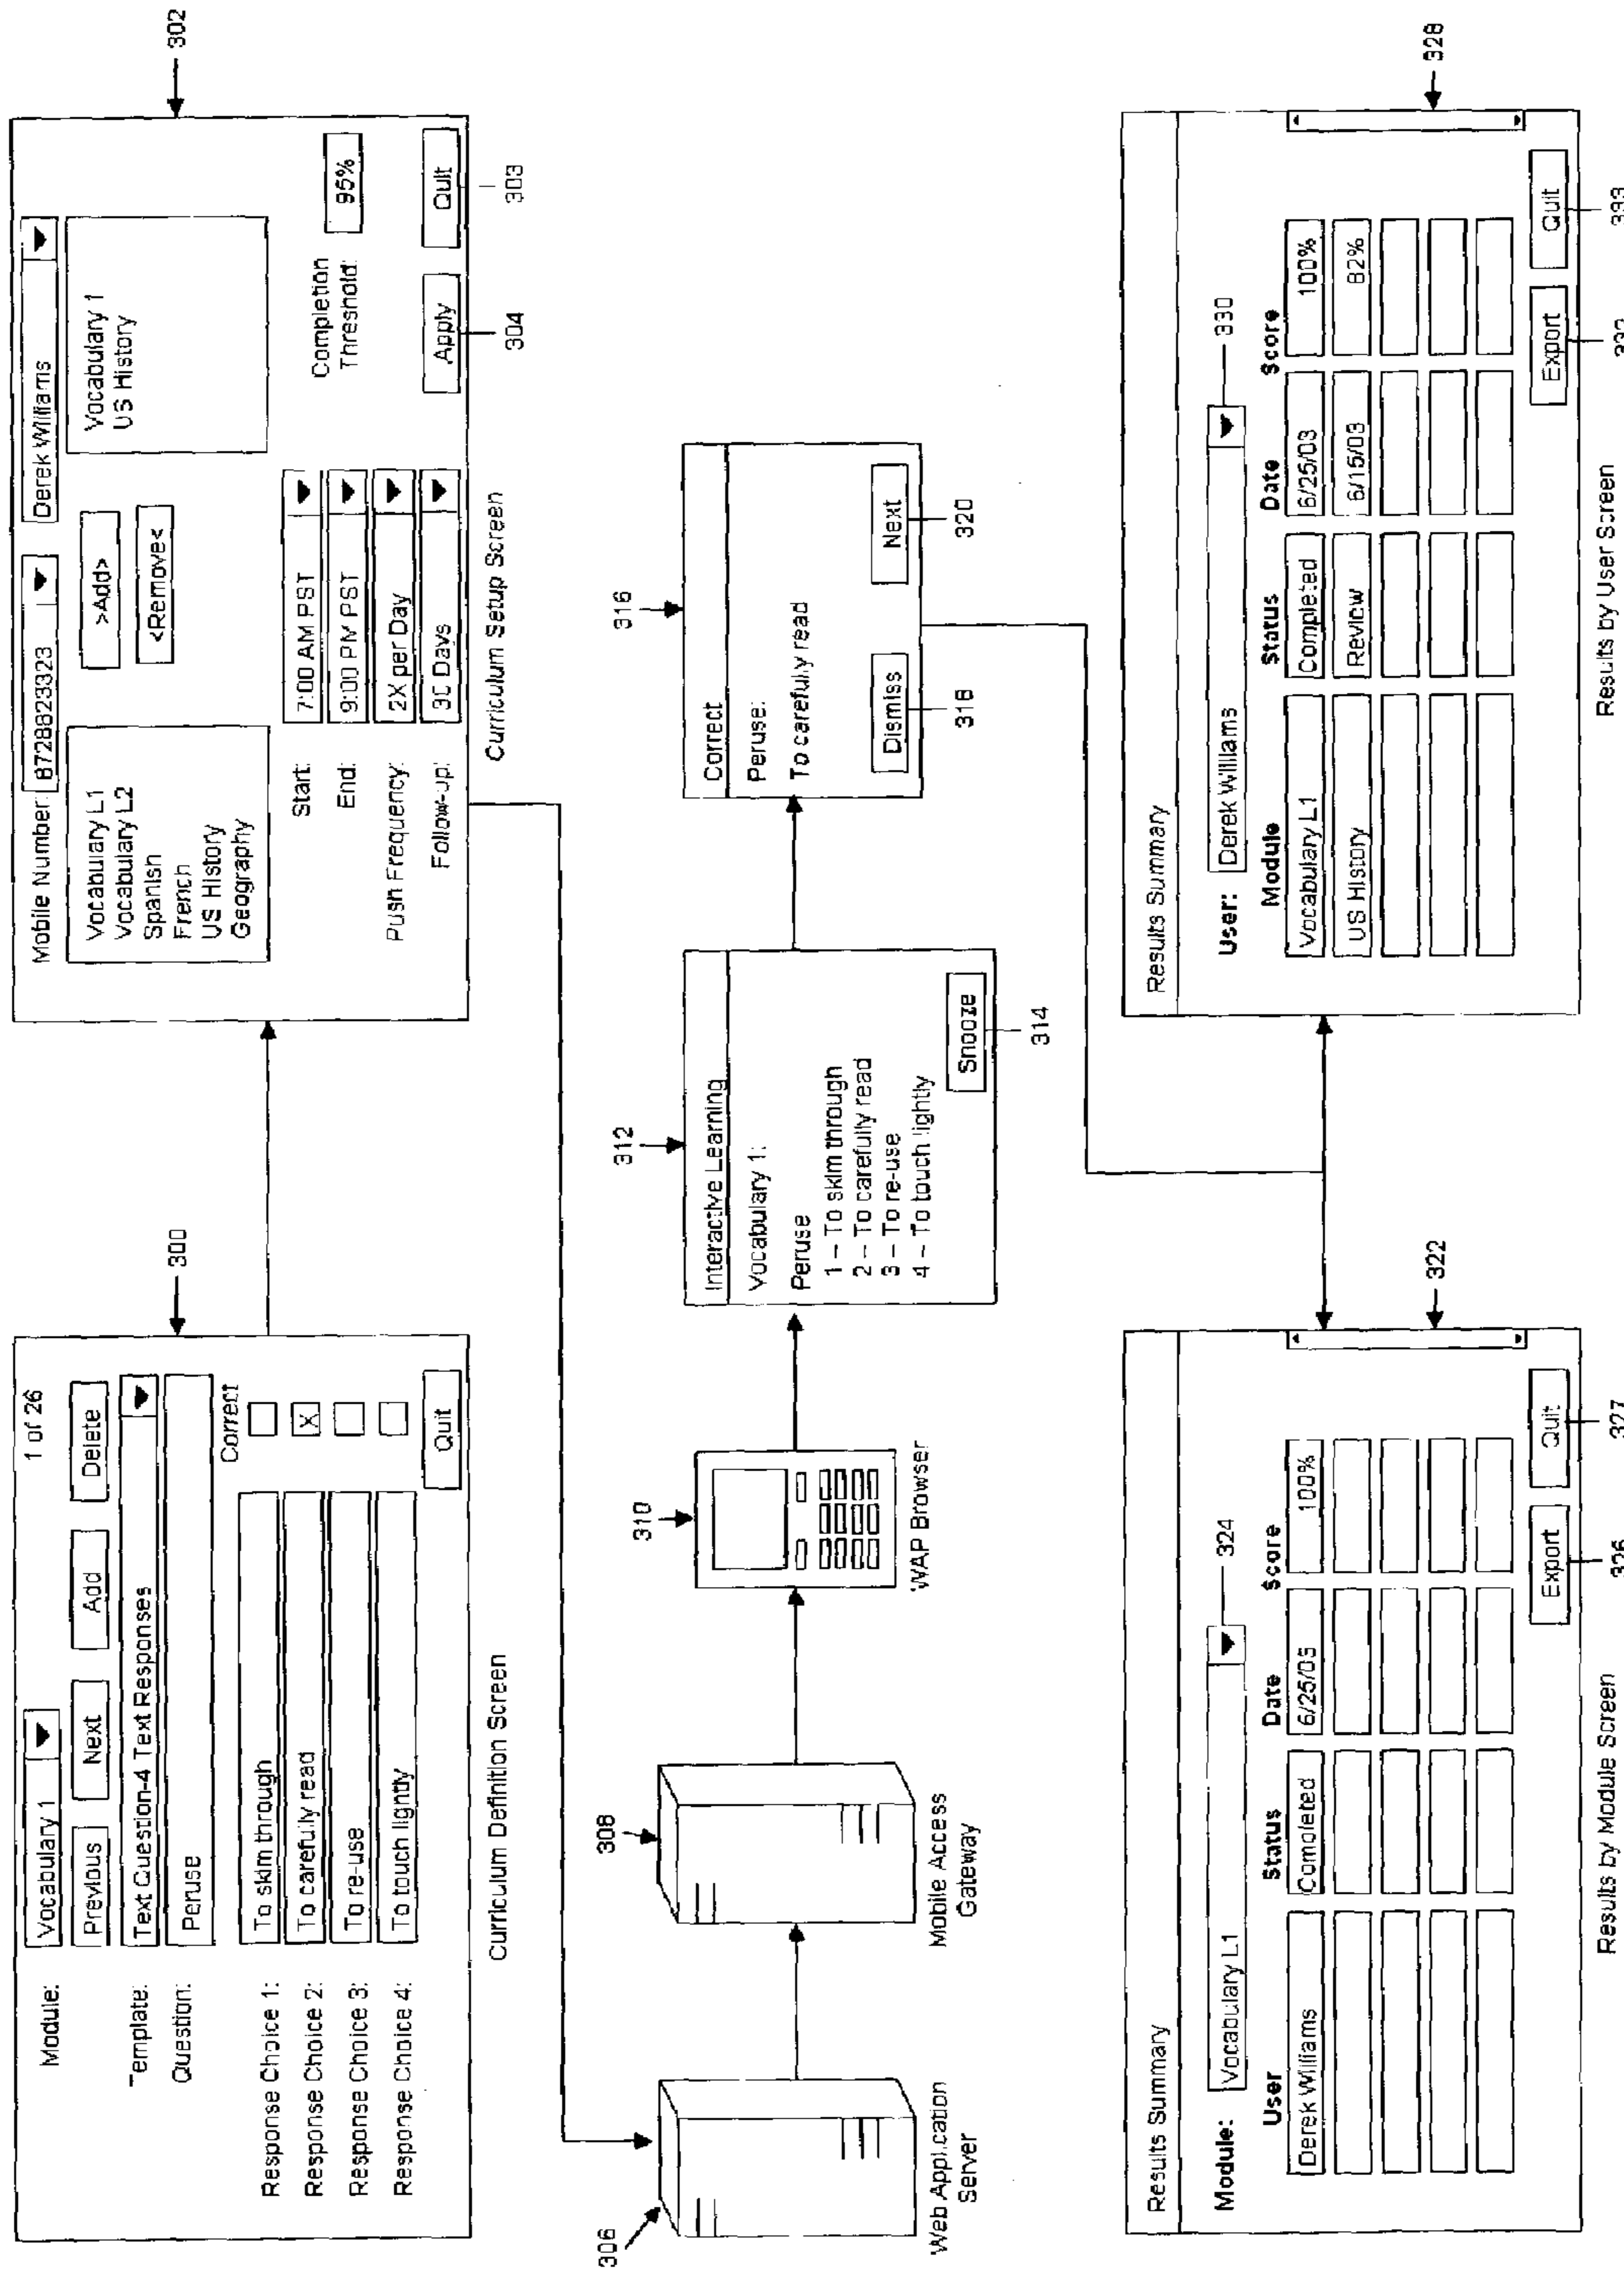 Module: Vocabulary 1 1 of 26
Previous Next Add Delete
Template: Text Question-4 Text Responses
Question: Peruse
Correct
Response Choice 1: To skim through
Response Choice 2: To carefully read X
Response Choice 3: To re-use
Response Choice 4: To touch lightly
Quit
Curriculum Definition Screen
300
Mobile Number: 8728823323 Derek Williams
Vocabulary L1
Vocabulary L2
Spanish
French
US History
Geography
>Add>
<Remove<
Vocabulary 1
US History
Start: 7:00 AM PST
End: 9:00 PM PST
Push Frequency: 2X per Day
Follow-up: 30 Days
Completion
Threshold: 95%
Apply Quit
304 303
Curriculum Setup Screen
302
306
Web Application
Server
308
Mobile Access
Gateway
310
WAP Browser
312
Interactive Learning
Vocabulary 1:
Peruse
1 – To skim through
2 – To carefully read
3 – To re-use
4 – To touch lightly
Snooze
314
316
Correct
Peruse:
To carefully read
Dismiss Next
318 320
Results Summary
Module: Vocabulary L1 324
User Status Date Score
Derek Williams Completed 6/25/03 100%
Export Quit
326 327
322
Results by Module Screen
Results Summary
User: Derek Williams 330
Module Status Date Score
Vocabulary L1 Completed 6/25/03 100%
US History Review 6/15/03 82%
Export Quit
332 333
328
Results by User Screen